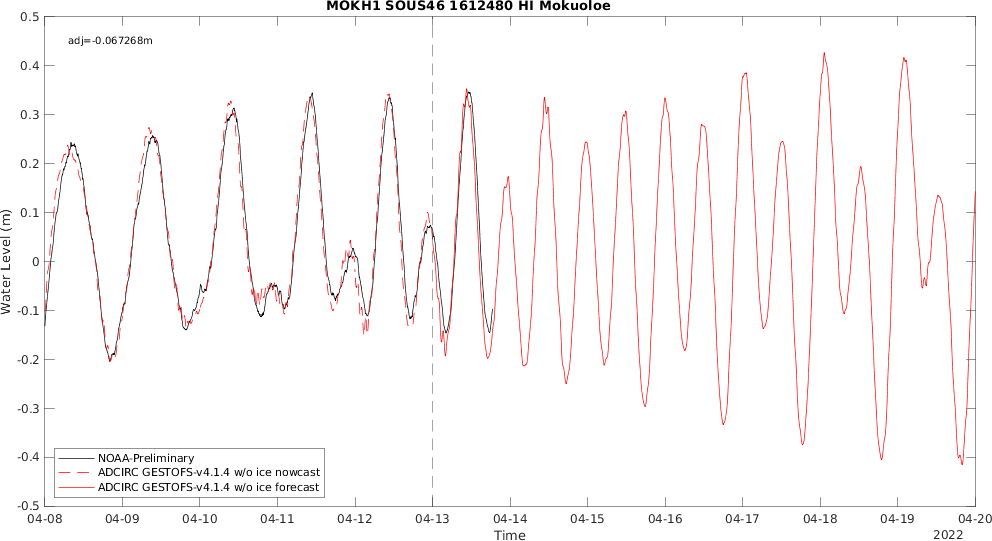 MOKH1 SOUS46 1612480 HI Mokuoloe
adj=-0.067268m
Water Level (m)
0.5
0.4
0.3
0.2
0.1
0
-0.1
-0.2
-0.3
-0.4
-0.5
NOAA-Preliminary
ADCIRC GESTOFS-v4.1.4 w/o ice nowcast
ADCIRC GESTOFS-v4.1.4 w/o ice forecast
04-08 04-09 04-10 04-11 04-12 04-13 04-14 04-15 04-16 04-17 04-18 04-19 04-20
Time
2022